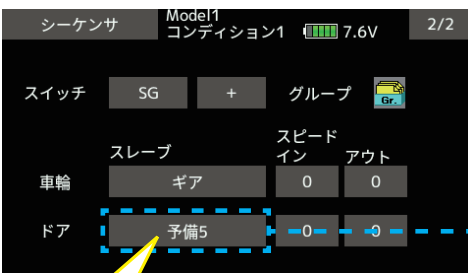 シーケンサ Model1 コンディション1 7.6V 2/2
スイッチ SG + グループ Gr.
スピード
スレーブ イン アウト
車輪 ギア 0 0
ドア 予備5 0 0